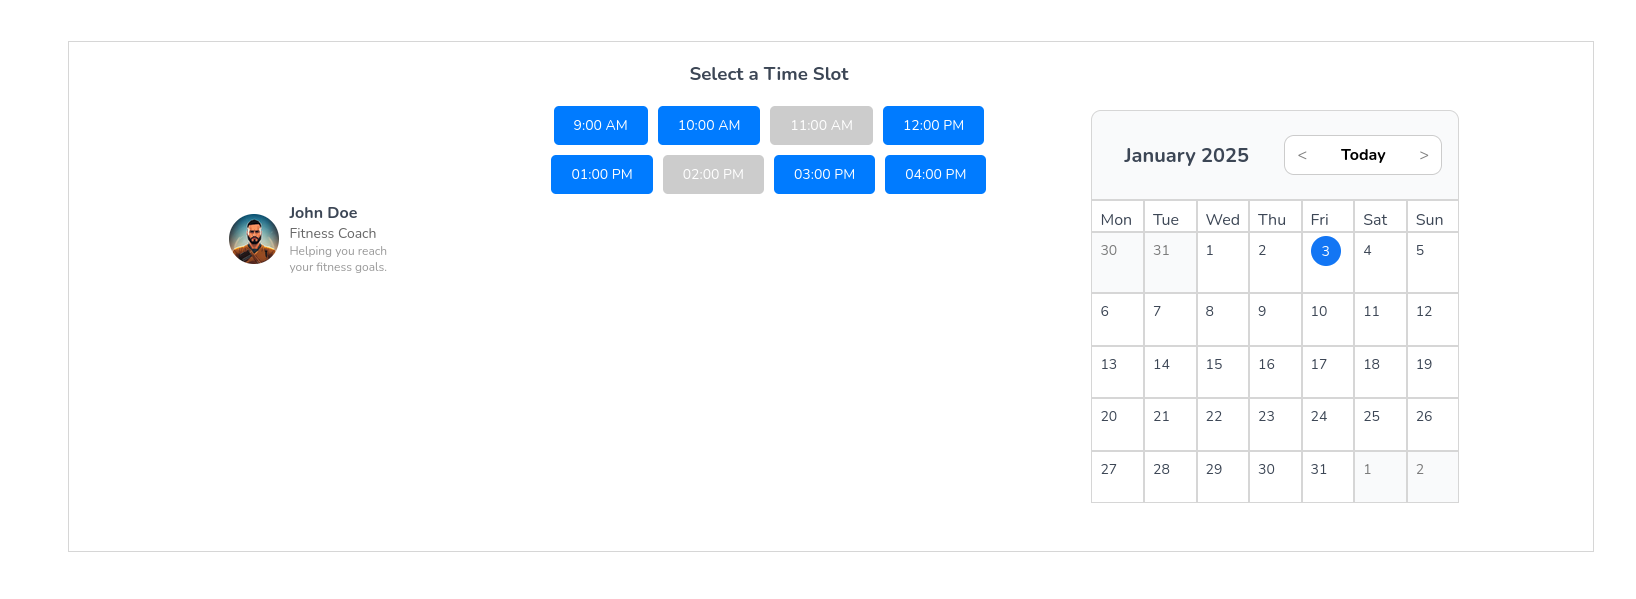 Select a Time Slot
9:00 AM 10:00 AM 11:00 AM 12:00 PM
01:00 PM 02:00 PM 03:00 PM 04:00 PM
John Doe
Fitness Coach
Helping you reach
your fitness goals.
January 2025 < Today >
Mon Tue Wed Thu Fri Sat Sun
30 31 1 2 3 4 5
6 7 8 9 10 11 12
13 14 15 16 17 18 19
20 21 22 23 24 25 26
27 28 29 30 31 1 2